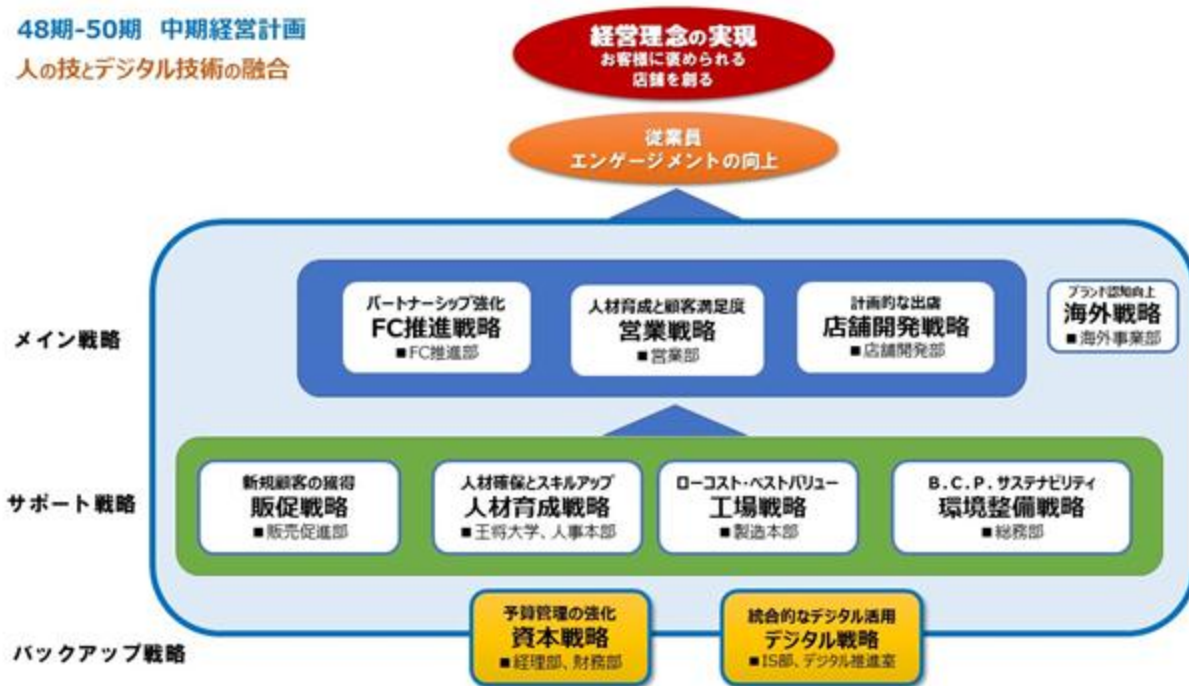 48期-50期 中期経営計画
人の技とデジタル技術の融合
経営理念の実現
お客様に褒められる
店舗を創る
従業員
エンゲージメントの向上
メイン戦略
パートナーシップ強化
FC推進戦略
■FC推進部
人材育成と顧客満足度
営業戦略
■営業部
計画的な出店
店舗開発戦略
■店舗開発部
ブランド認知向上
海外戦略
■海外事業部
サポート戦略
新規顧客の獲得
販促戦略
■販売促進部
人材確保とスキルアップ
人材育成戦略
■王将大学、人事本部
ローコスト・ベストバリュー
工場戦略
■製造本部
B.C.P.サステナビリティ
環境整備戦略
■総務部
バックアップ戦略
予算管理の強化
資本戦略
■経理部、財務部
統合的なデジタル活用
デジタル戦略
■IS部、デジタル推進室